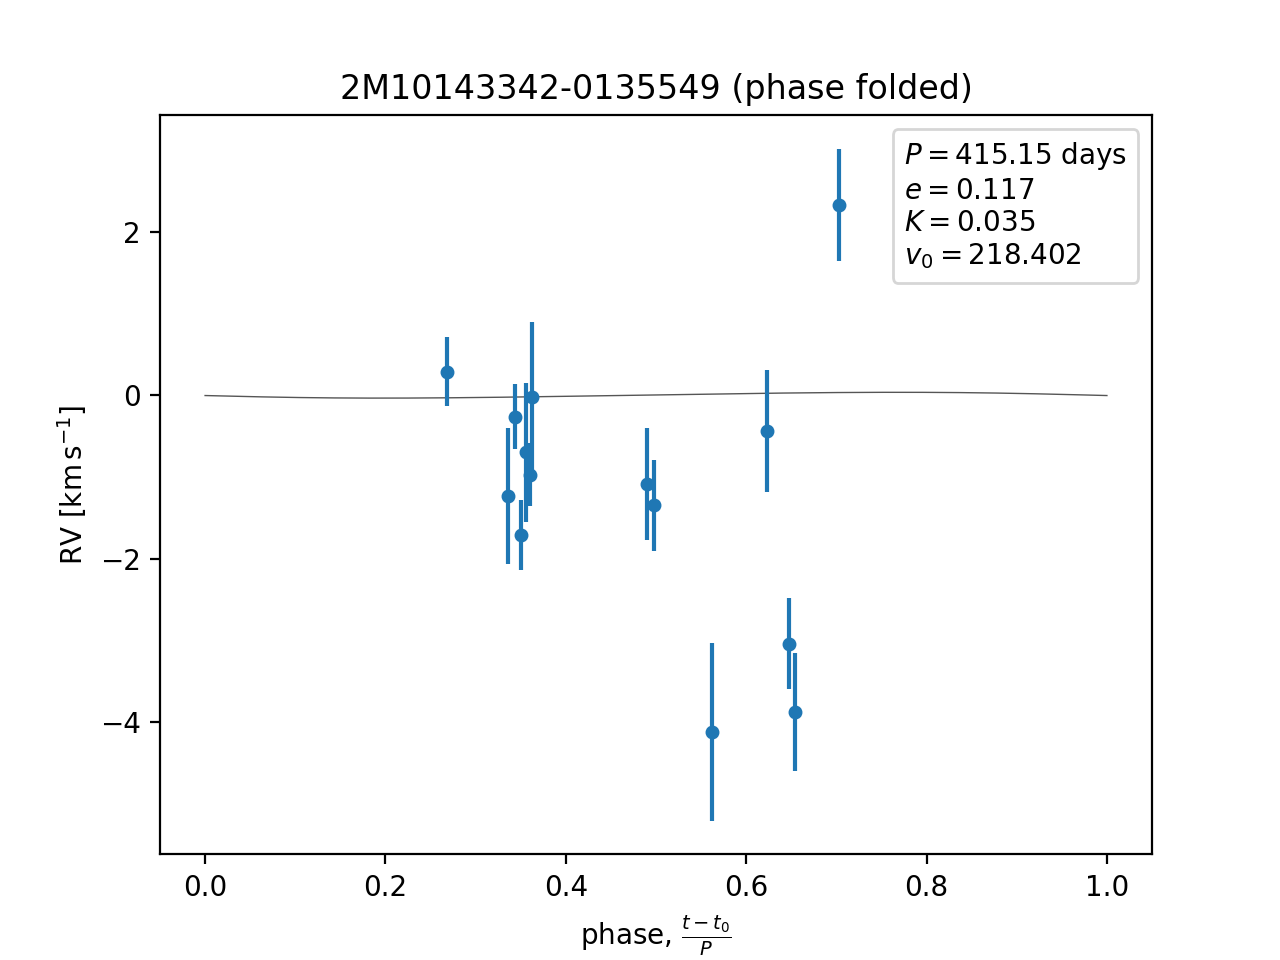 2M10143342-0135549 (phase folded)
P = 415.15 days
e = 0.117
K = 0.035
v₀ = 218.402
2
0
−2
−4
RV [km s⁻¹]
0.0 0.2 0.4 0.6 0.8 1.0
phase, (t − t₀)/P